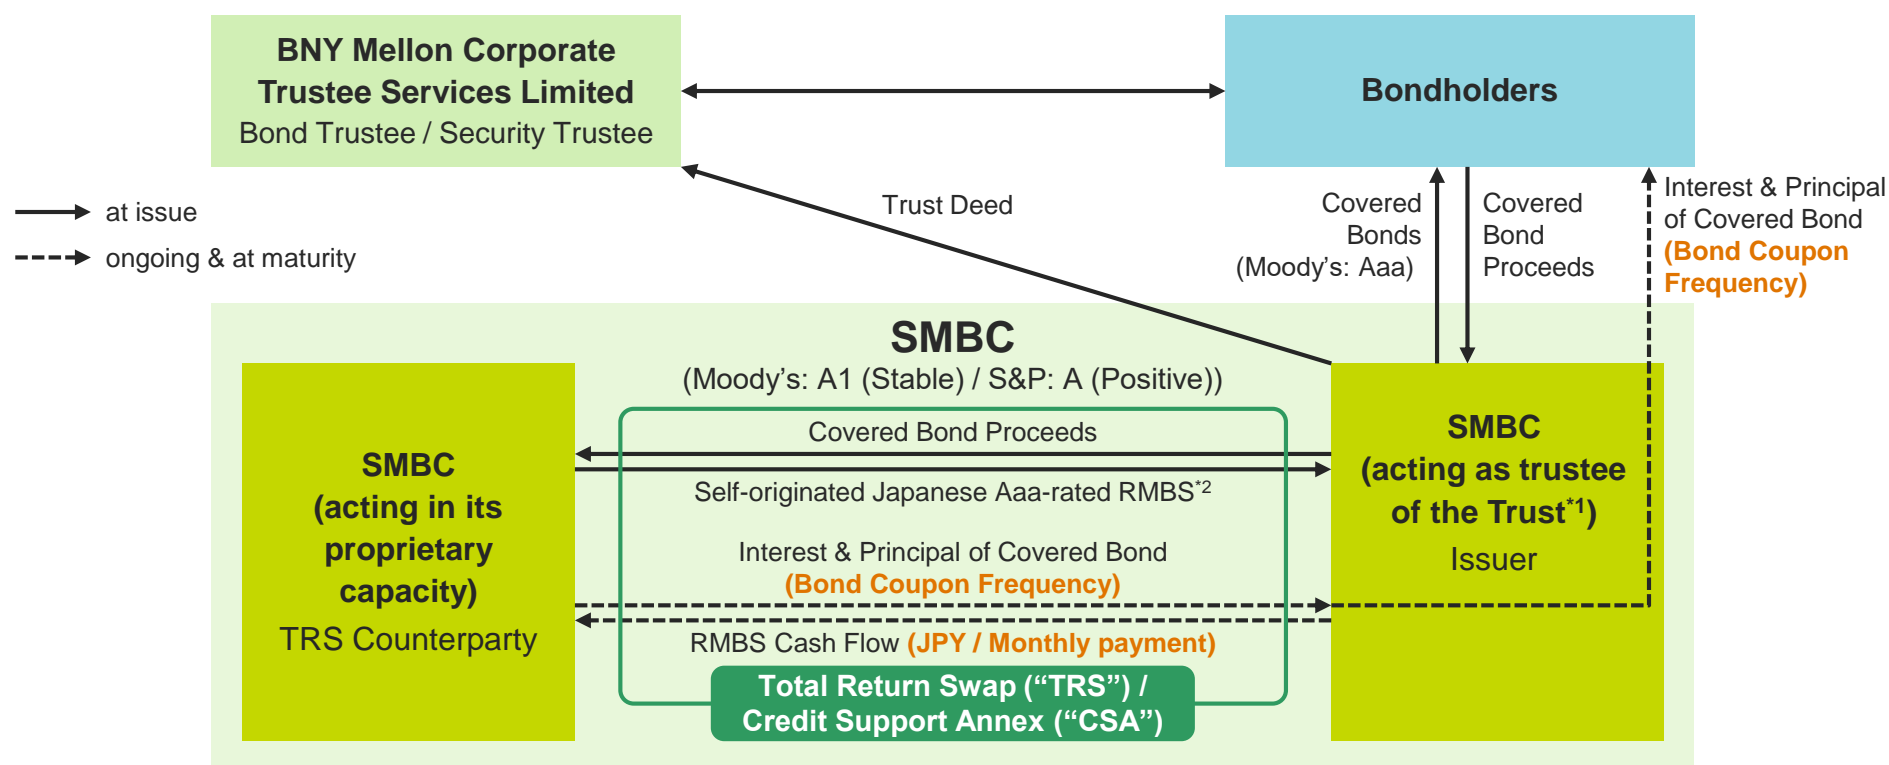 BNY Mellon Corporate
Trustee Services Limited
Bond Trustee / Security Trustee
Bondholders
at issue
ongoing & at maturity
Trust Deed
Covered
Bonds
(Moody’s: Aaa)
Covered
Bond
Proceeds
Interest & Principal
of Covered Bond
(Bond Coupon
Frequency)
SMBC
(Moody’s: A1 (Stable) / S&P: A (Positive))
SMBC
(acting in its
proprietary
capacity)
TRS Counterparty
Covered Bond Proceeds
Self-originated Japanese Aaa-rated RMBS*2
Interest & Principal of Covered Bond
(Bond Coupon Frequency)
RMBS Cash Flow (JPY / Monthly payment)
Total Return Swap (“TRS”) /
Credit Support Annex (“CSA”)
SMBC
(acting as trustee
of the Trust*1)
Issuer